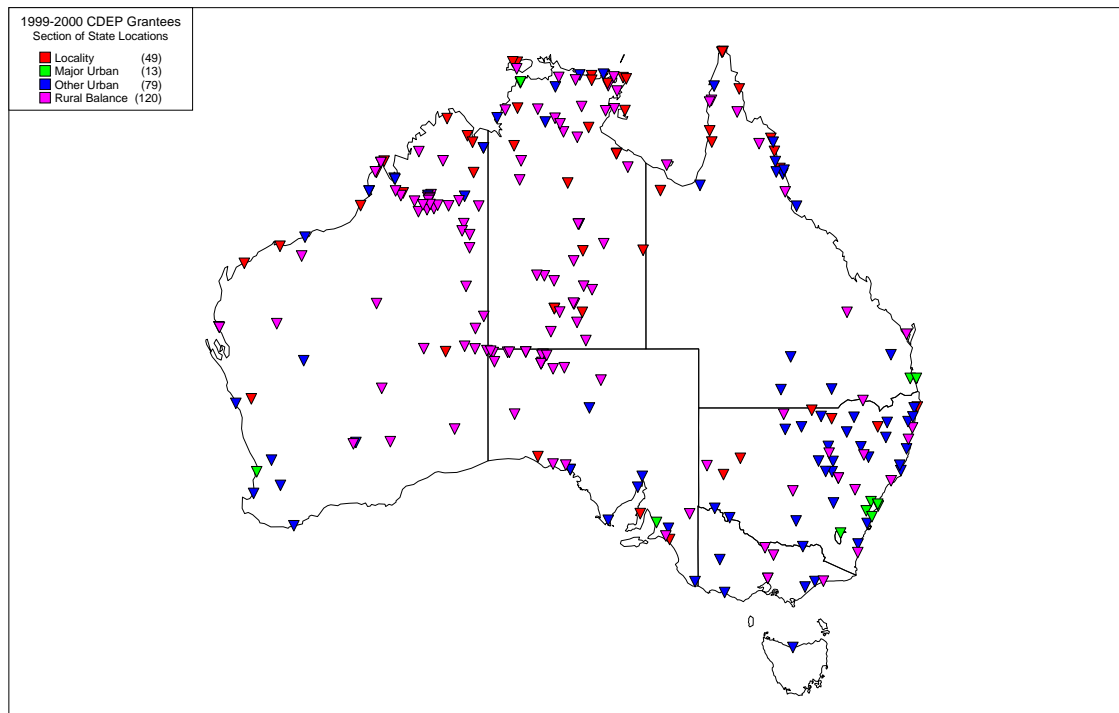 1999-2000 CDEP Grantees
Section of State Locations
Locality (49)
Major Urban (13)
Other Urban (79)
Rural Balance (120)